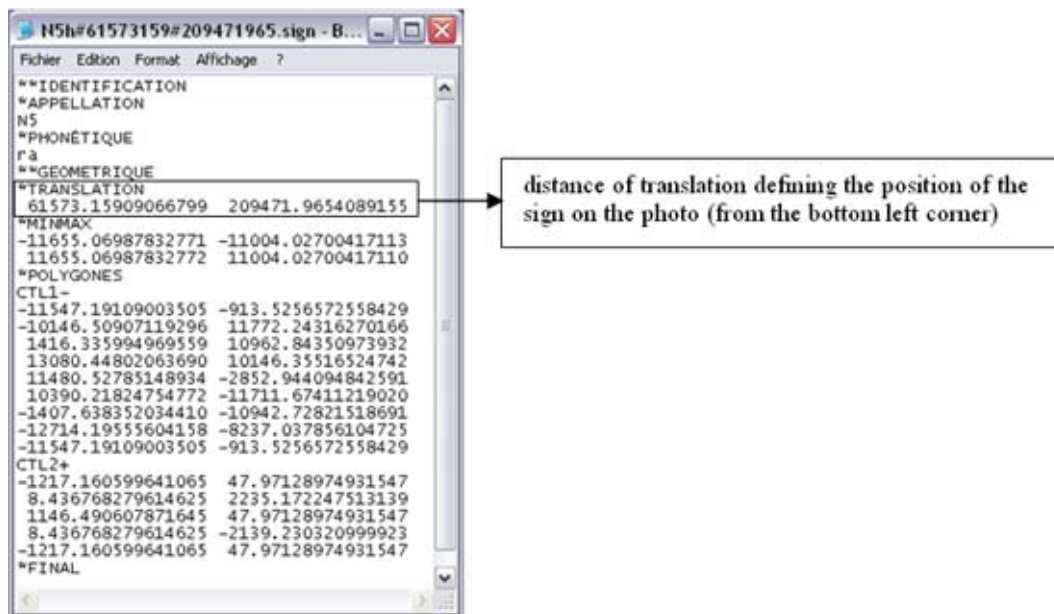 N5h#61573159#209471965.sign - B...
Fichier Edition Format Affichage ?
**IDENTIFICATION
*APPELLATION
N5
*PHONÉTIQUE
ra
**GEOMETRIQUE
*TRANSLATION
61573.15909066799 209471.9654089155
*MINMAX
-11655.06987832771 -11004.02700417113
11655.06987832772 11004.02700417110
*POLYGONES
CTL1-
-11547.19109003505 -913.5256572558429
-10146.50907119296 11772.24316270166
1416.335994969559 10962.84350973932
13080.44802063690 10146.35516524742
11480.52785148934 -2852.944094842591
10390.21824754772 -11711.67411219020
-1407.638352034410 -10942.72821518691
-12714.19555604158 -8237.037856104725
-11547.19109003505 -913.5256572558429
CTL2+
-1217.160599641065 47.97128974931547
8.436768279614625 2235.172247513139
1146.490607871645 47.97128974931547
8.436768279614625 -2139.230320999923
-1217.160599641065 47.97128974931547
*FINAL
distance of translation defining the position of the
sign on the photo (from the bottom left corner)